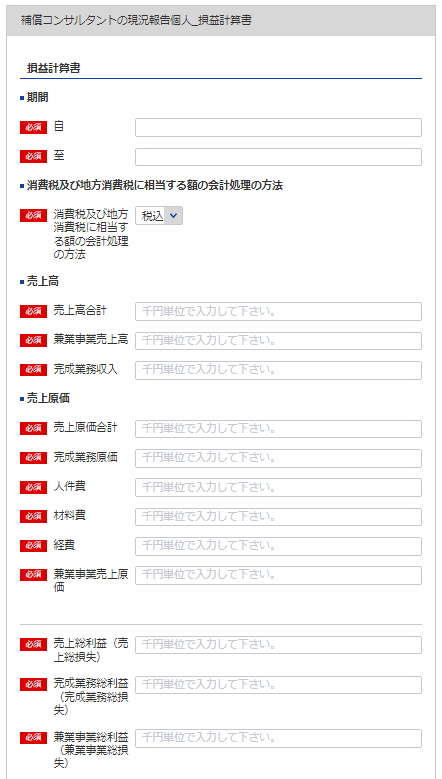 補償コンサルタントの現況報告個人_損益計算書
損益計算書
期間
必須 自
必須 至
消費税及び地方消費税に相当する額の会計処理の方法
必須 消費税及び地方 税込
消費税に相当す
る額の会計処理
の方法
売上高
必須 売上高合計 千円単位で入力して下さい。
必須 兼業事業売上高 千円単位で入力して下さい。
必須 完成業務収入 千円単位で入力して下さい。
売上原価
必須 売上原価合計 千円単位で入力して下さい。
必須 完成業務原価 千円単位で入力して下さい。
必須 人件費 千円単位で入力して下さい。
必須 材料費 千円単位で入力して下さい。
必須 経費 千円単位で入力して下さい。
必須 兼業事業売上原 千円単位で入力して下さい。
価
必須 売上総利益（売 千円単位で入力して下さい。
上総損失）
必須 完成業務総利益 千円単位で入力して下さい。
（完成業務総損
失）
必須 兼業事業総利益 千円単位で入力して下さい。
（兼業事業総損
失）